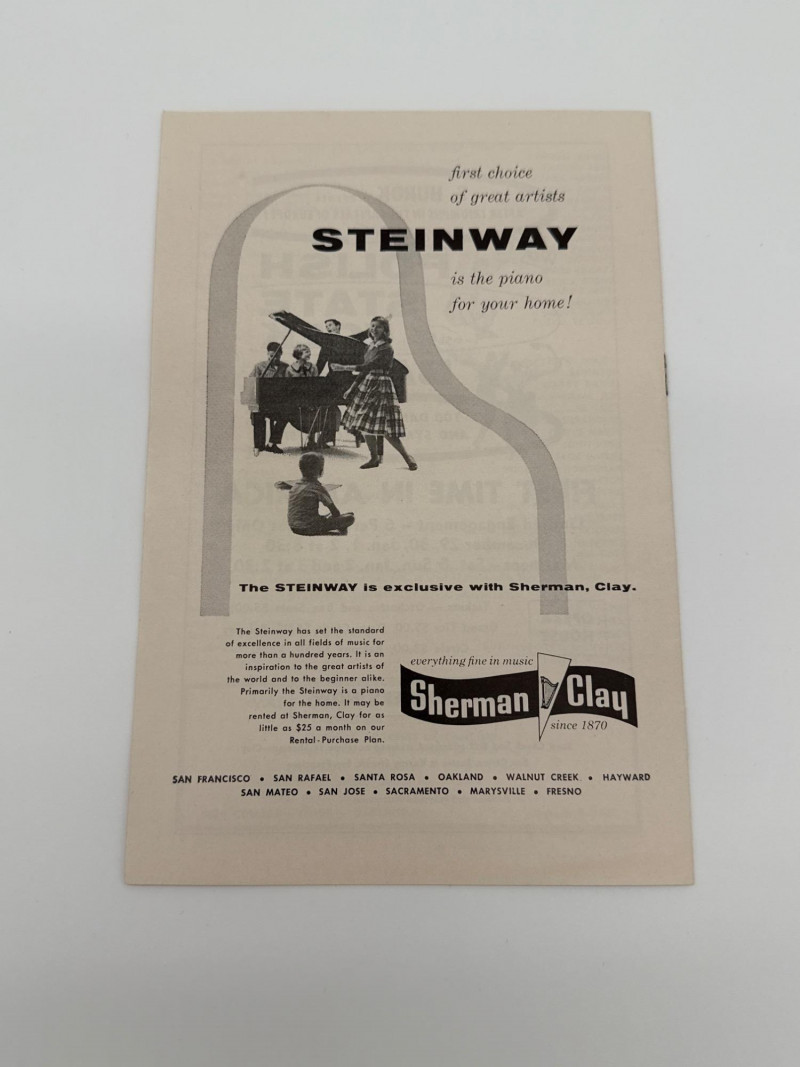 first choice
of great artists
STEINWAY
is the piano
for your home!
The STEINWAY is exclusive with Sherman, Clay.
The Steinway has set the standard
of excellence in all fields of music for
more than a hundred years. It is an
inspiration to the great artists of
the world and to the beginner alike.
Primarily the Steinway is a piano
for the home. It may be
rented at Sherman, Clay for as
little as $25 a month on our
Rental-Purchase Plan.
everything fine in music
Sherman Clay
since 1870
SAN FRANCISCO • SAN RAFAEL • SANTA ROSA • OAKLAND • WALNUT CREEK • HAYWARD
SAN MATEO • SAN JOSE • SACRAMENTO • MARYSVILLE • FRESNO